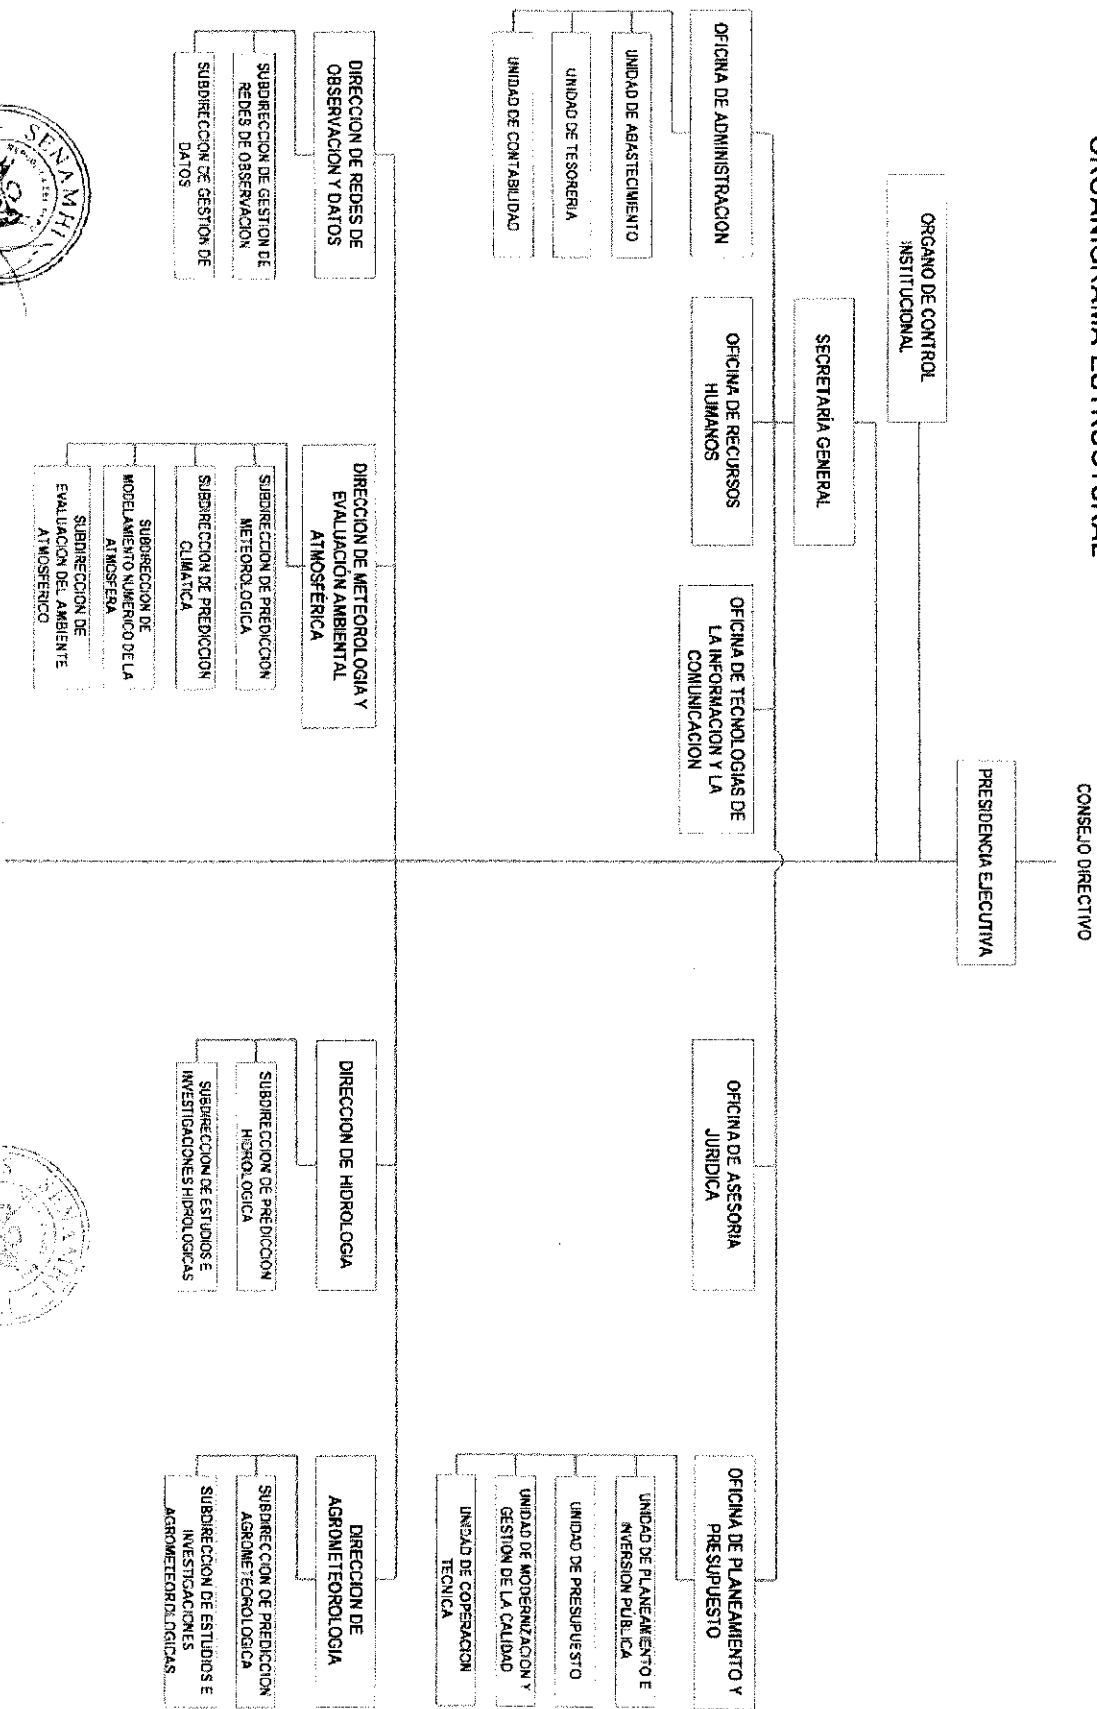 ORGANIGRAMA ESTRUCTURAL
CONSEJO DIRECTIVO
PRESIDENCIA EJECUTIVA
ORGANO DE CONTROL
INSTITUCIONAL
SECRETARÍA GENERAL
OFICINA DE ADMINISTRACION
UNIDAD DE ABASTECIMIENTO
UNIDAD DE TESORERIA
UNIDAD DE CONTABILIDAD
OFICINA DE RECURSOS
HUMANOS
OFICINA DE TECNOLOGIAS DE
LA INFORMACION Y LA
COMUNICACION
OFICINA DE ASESORIA
JURIDICA
OFICINA DE PLANEAMIENTO Y
PRESUPUESTO
UNIDAD DE PLANEAMIENTO E
INVERSION PÚBLICA
UNIDAD DE PRESUPUESTO
UNIDAD DE MODERNIZACION Y
GESTION DE LA CALIDAD
UNIDAD DE COPERACION
TECNICA
DIRECCION DE REDES DE
OBSERVACION Y DATOS
SUBDIRECCION DE GESTION DE
REDES DE OBSERVACION
SUBDIRECCION DE GESTION DE
DATOS
DIRECCION DE METEOROLOGIA Y
EVALUACIÓN AMBIENTAL
ATMOSFÉRICA
SUBDIRECCION DE PREDICCION
METEOROLOGICA
SUBDIRECCION DE PREDICCION
CLIMATICA
SUBDIRECCION DE
MODELAMIENTO NUMERICO DE LA
ATMOSFERA
SUBDIRECCION DE
EVALUACION DEL AMBIENTE
ATMOSFERICO
DIRECCION DE HIDROLOGIA
SUBDIRECCION DE PREDICCION
HIDROLOGICA
SUBDIRECCION DE ESTUDIOS E
INVESTIGACIONES HIDROLOGICAS
DIRECCION DE
AGROMETEOROLOGIA
SUBDIRECCION DE PREDICCION
AGROMETEOROLOGICA
SUBDIRECCION DE ESTUDIOS E
INVESTIGACIONES
AGROMETEOROLOGICAS
SENAMHI
SENAMHI